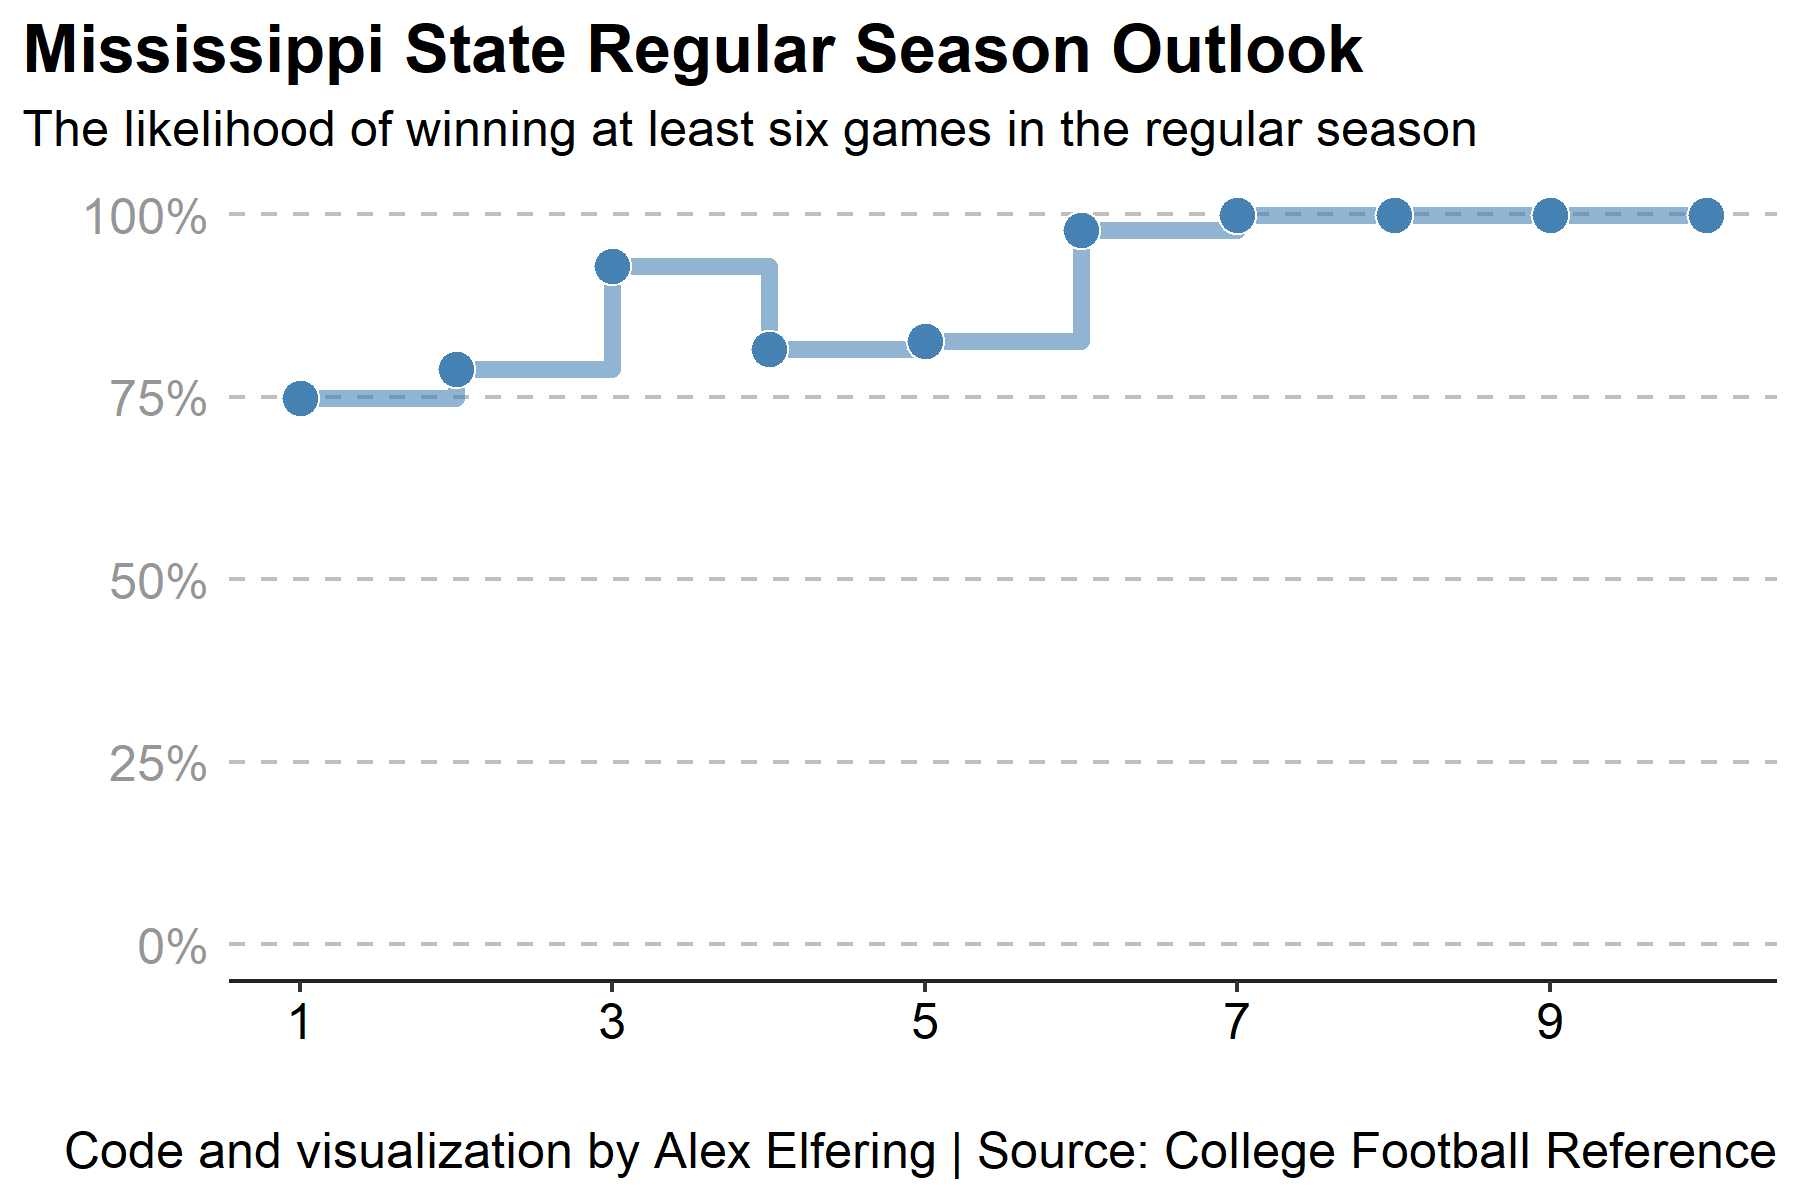 Mississippi State Regular Season Outlook
The likelihood of winning at least six games in the regular season
100%
75%
50%
25%
0%
1 3 5 7 9
Code and visualization by Alex Elfering | Source: College Football Reference